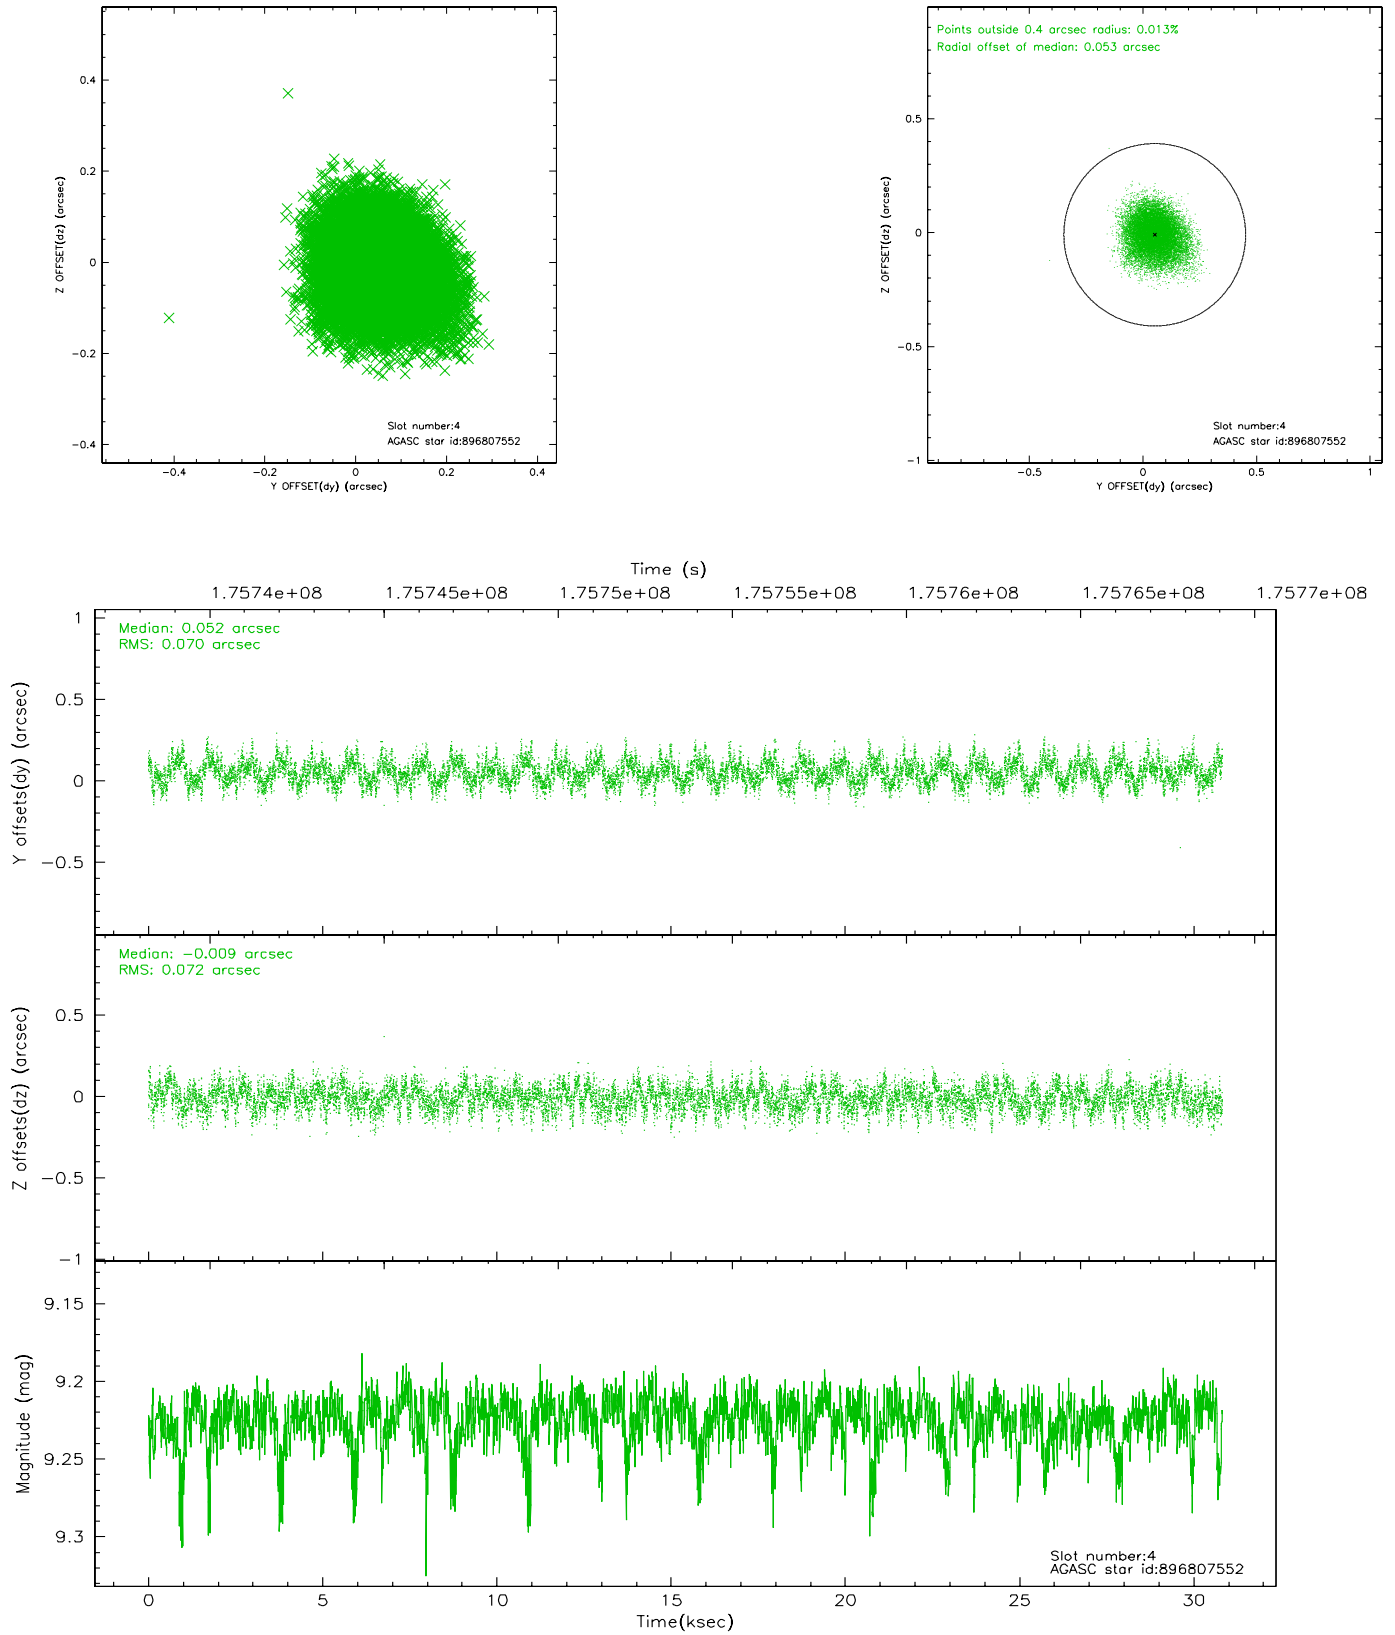 0.4
0.2
0
-0.2
-0.4
Z OFFSET(dz) (arcsec)
Slot number:4
AGASC star id:896807552
-0.4 -0.2 0 0.2 0.4
Y OFFSET(dy) (arcsec)
Points outside 0.4 arcsec radius: 0.013%
Radial offset of median: 0.053 arcsec
0.5
0
-0.5
-1
Z OFFSET(dz) (arcsec)
Slot number:4
AGASC star id:896807552
-0.5 0 0.5 1
Y OFFSET(dy) (arcsec)
Time (s)
1.7574e+08 1.75745e+08 1.7575e+08 1.75755e+08 1.7576e+08 1.75765e+08 1.7577e+08
Median: 0.052 arcsec
RMS: 0.070 arcsec
1
0.5
0
-0.5
Y offsets(dy) (arcsec)
Median: -0.009 arcsec
RMS: 0.072 arcsec
0.5
0
-0.5
-1
Z offsets(dz) (arcsec)
9.15
9.2
9.25
9.3
Magnitude (mag)
Slot number:4
AGASC star id:896807552
0 5 10 15 20 25 30
Time(ksec)